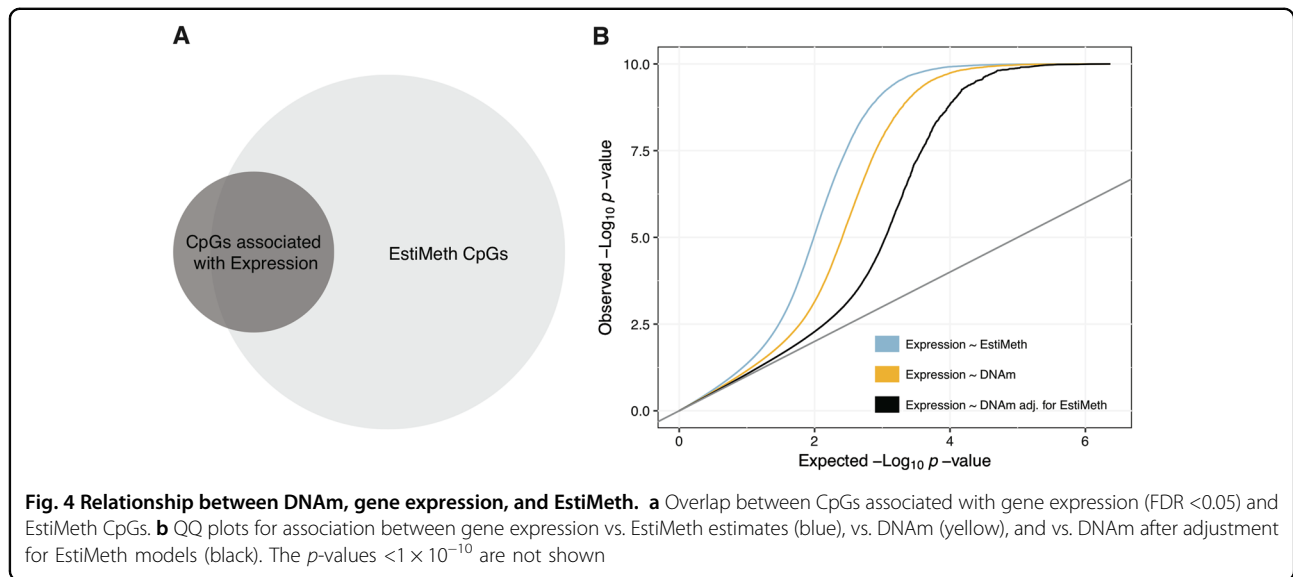 A
CpGs associated
with Expression
EstiMeth CpGs
B
Observed −Log10 p −value
10.0
7.5
5.0
2.5
0.0
Expression ~ EstiMeth
Expression ~ DNAm
Expression ~ DNAm adj. for EstiMeth
0 2 4 6
Expected −Log10 p −value
Fig. 4 Relationship between DNAm, gene expression, and EstiMeth. a Overlap between CpGs associated with gene expression (FDR <0.05) and
EstiMeth CpGs. b QQ plots for association between gene expression vs. EstiMeth estimates (blue), vs. DNAm (yellow), and vs. DNAm after adjustment
for EstiMeth models (black). The p-values <1 × 10⁻¹⁰ are not shown